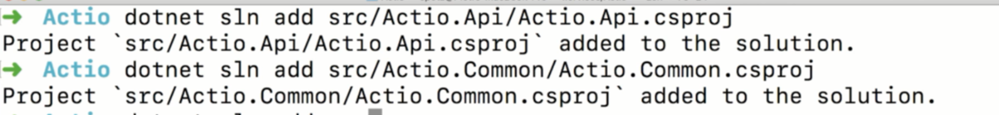 ➜ Actio dotnet sln add src/Actio.Api/Actio.Api.csproj
Project `src/Actio.Api/Actio.Api.csproj` added to the solution.
➜ Actio dotnet sln add src/Actio.Common/Actio.Common.csproj
Project `src/Actio.Common/Actio.Common.csproj` added to the solution.